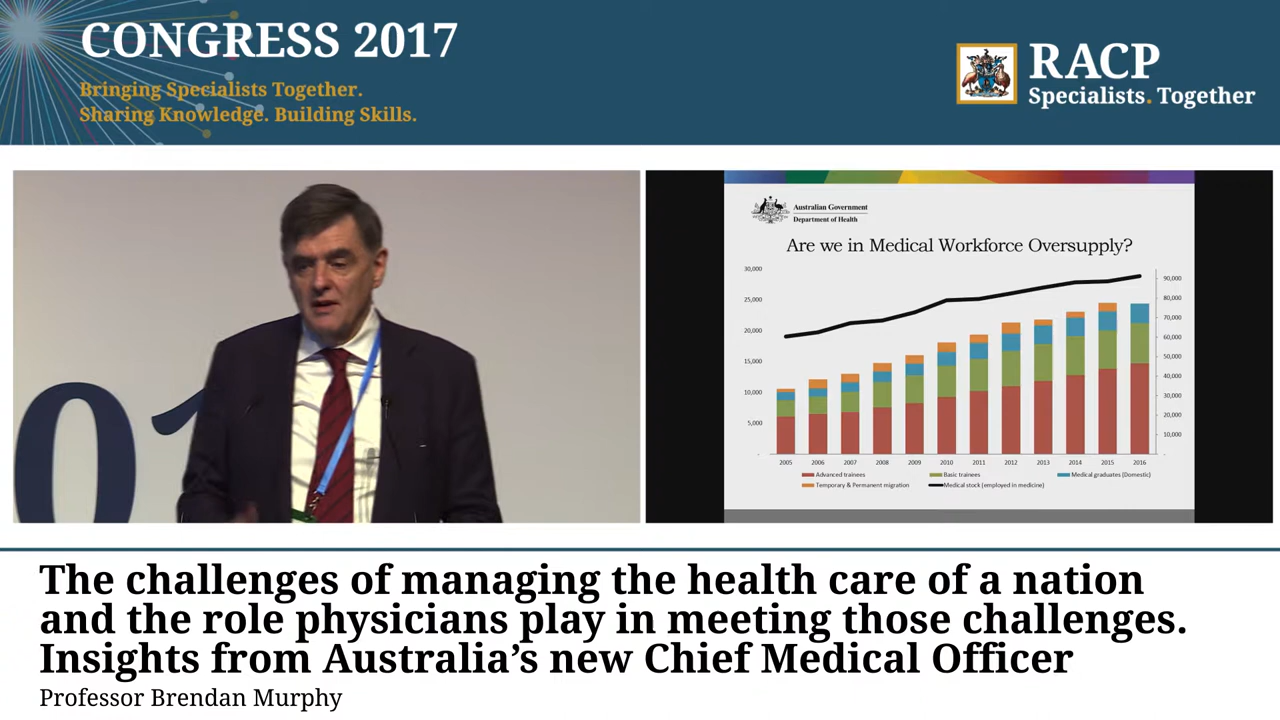 CONGRESS 2017
Bringing Specialists Together.
Sharing Knowledge. Building Skills.
RACP
Specialists. Together
Australian Government
Department of Health
Are we in Medical Workforce Oversupply?
30,000
25,000
20,000
15,000
10,000
5,000
-
90,000
80,000
70,000
60,000
50,000
40,000
30,000
20,000
10,000
-
2005 2006 2007 2008 2009 2010 2011 2012 2013 2014 2015 2016
Advanced trainees Basic trainees Medical graduates (Domestic)
Temporary & Permanent migration Medical stock (employed in medicine)
01
The challenges of managing the health care of a nation
and the role physicians play in meeting those challenges.
Insights from Australia’s new Chief Medical Officer
Professor Brendan Murphy